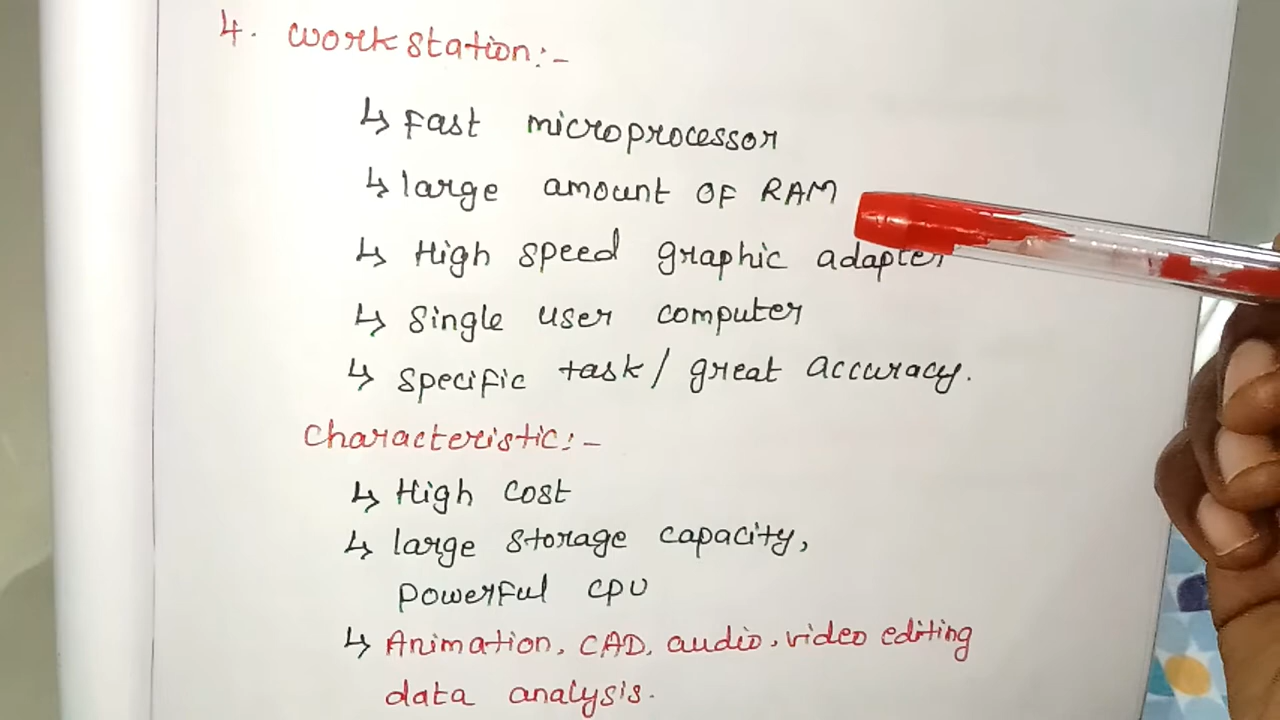 4. Workstation:-
↳ Fast microprocessor
↳ large amount OF RAM
↳ High speed graphic adapter
↳ Single user computer
↳ specific task/ great accuracy.
Characteristic:-
↳ High cost
↳ large storage capacity,
powerful cpu
↳ Animation, CAD, audio, video editing
data analysis.